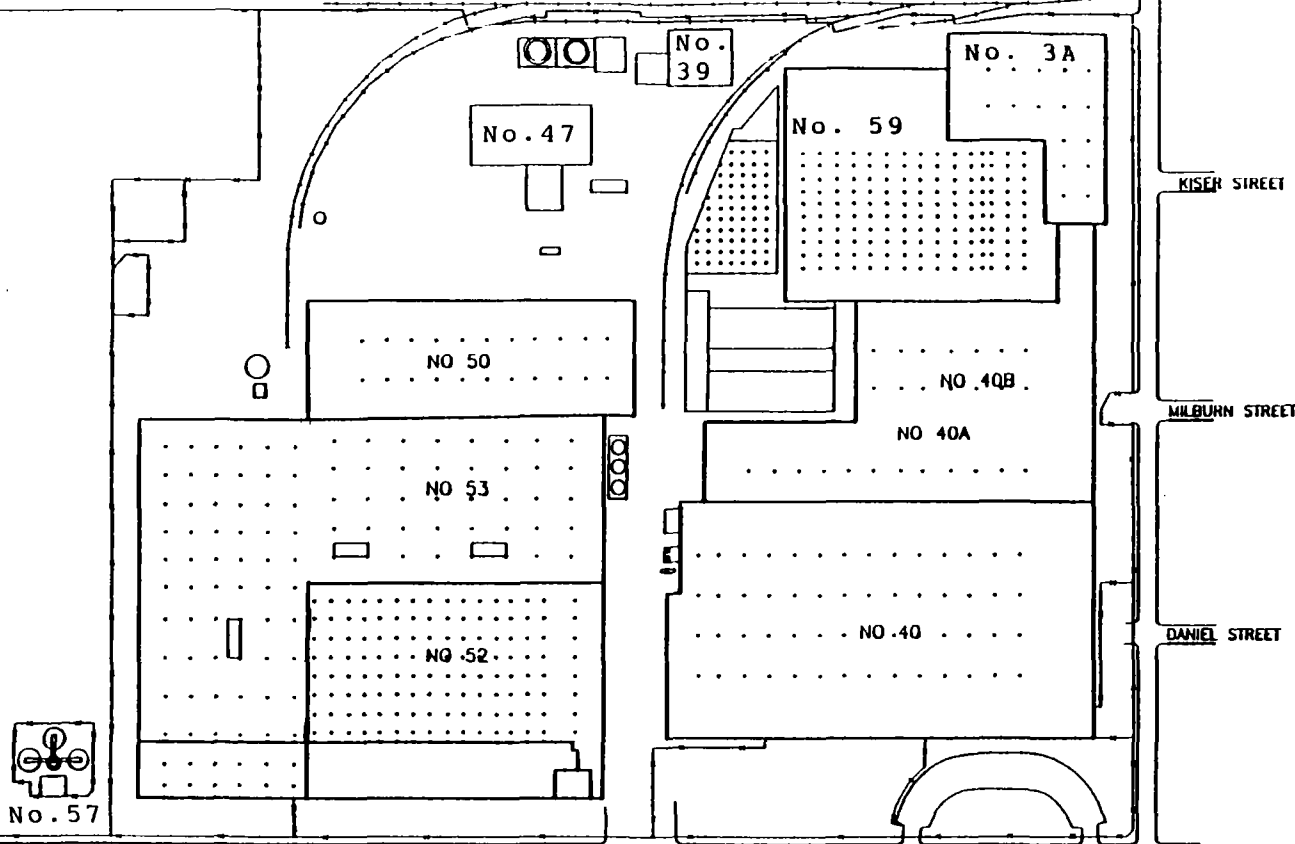 No.
39
No. 3A
No.47
No. 59
KISER STREET
NO 50
NO 40B
MILBURN STREET
NO 40A
NO 53
NO 40
DANIEL STREET
NO 52
No.57